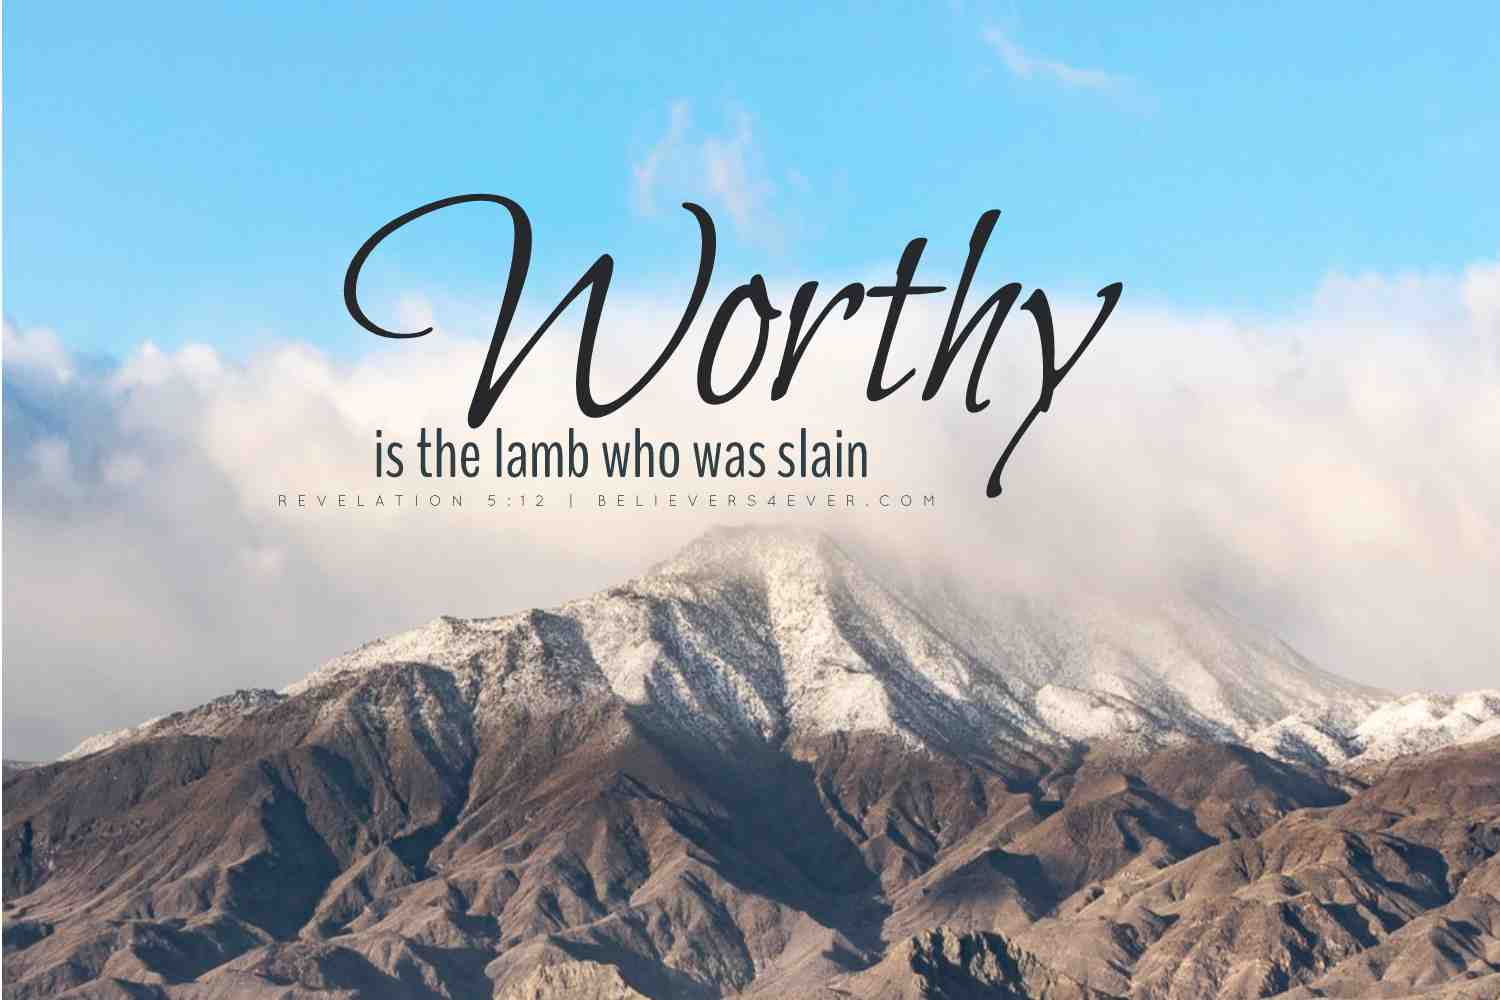 Worthy
is the lamb who was slain
REVELATION 5:12 | BELIEVERS4EVER.COM